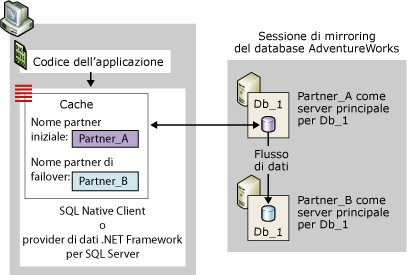 Codice dell'applicazione
Cache
Nome partner
iniziale:
Partner_A
Nome partner di
failover:
Partner_B
SQL Native Client
o
provider di dati .NET Framework
per SQL Server
Sessione di mirroring
del database AdventureWorks
Db_1
Partner_A come
server principale
per Db_1
Flusso
di dati
Db_1
Partner_B come
server principale
per Db_1